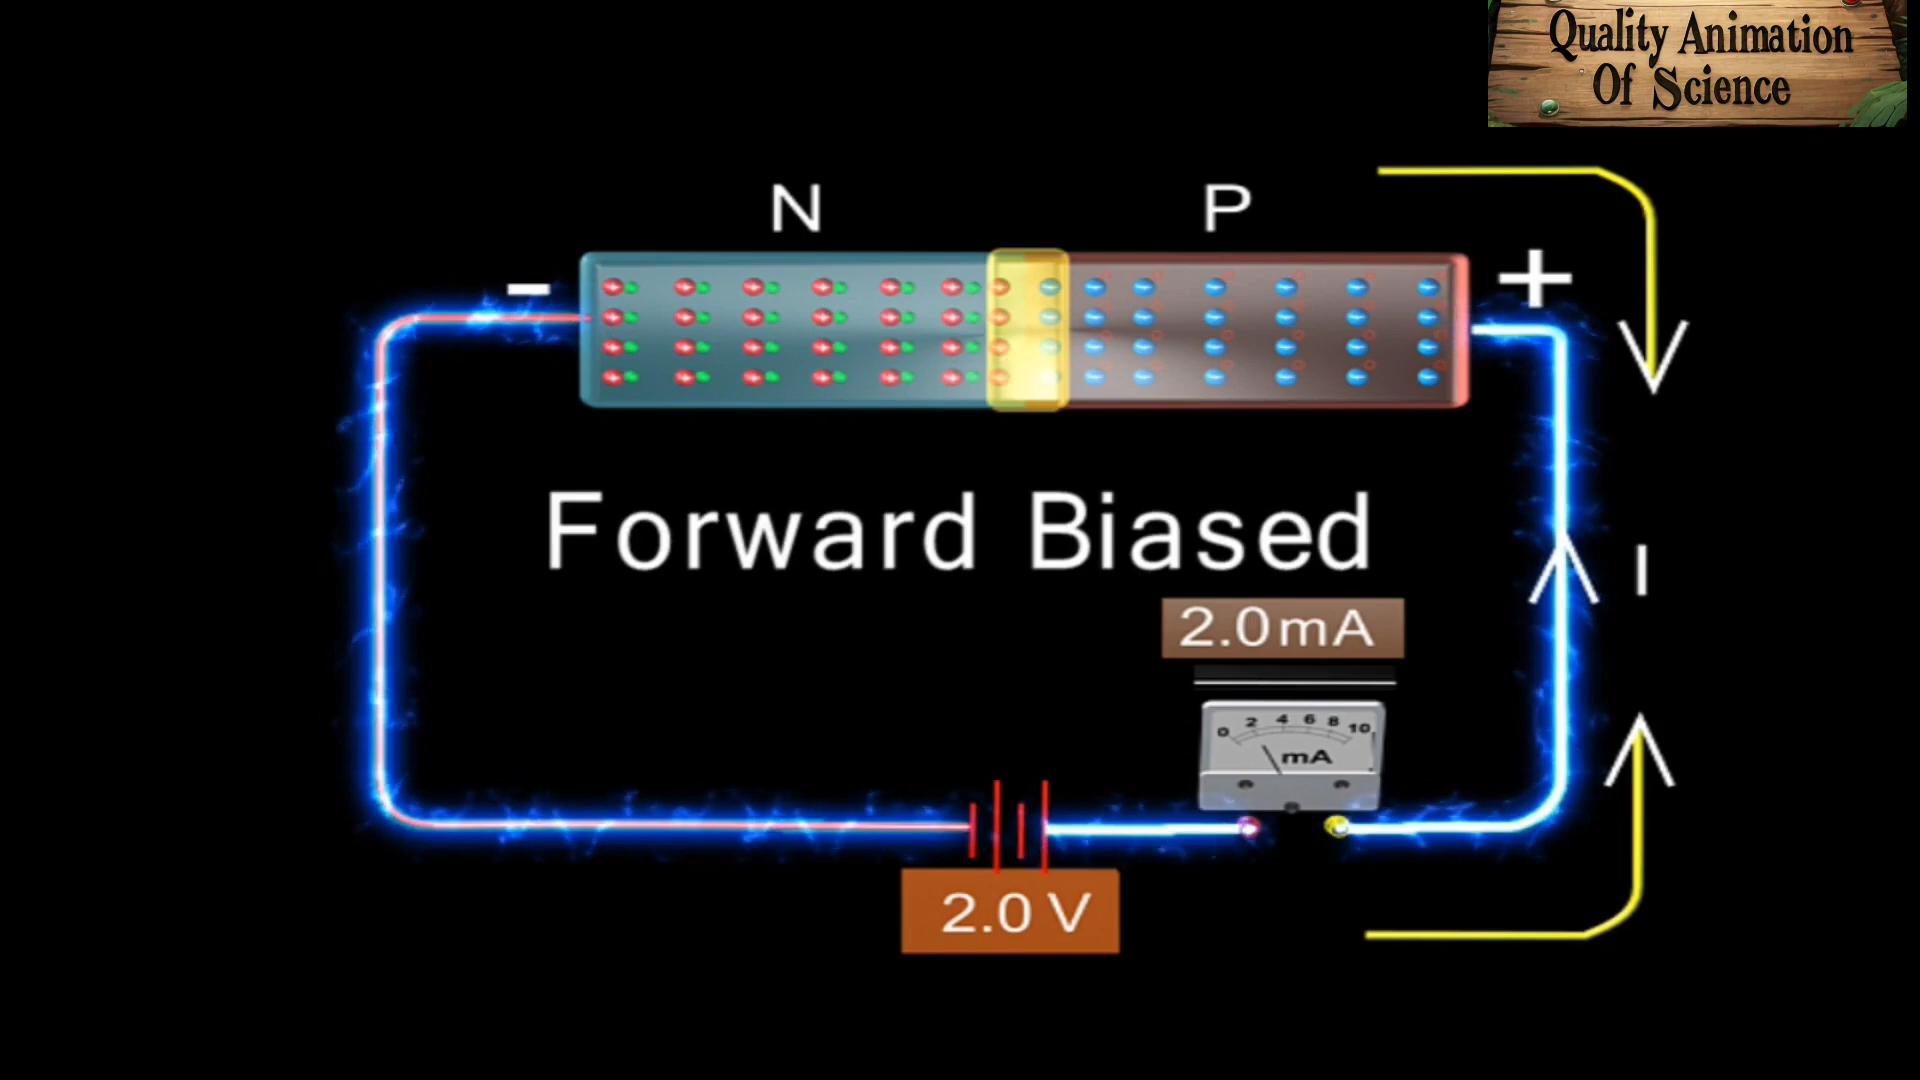 Quality Animation
Of Science
N
P
-
+
Forward Biased
I
2.0mA
0 2 4 6 8 10
mA
2.0 V